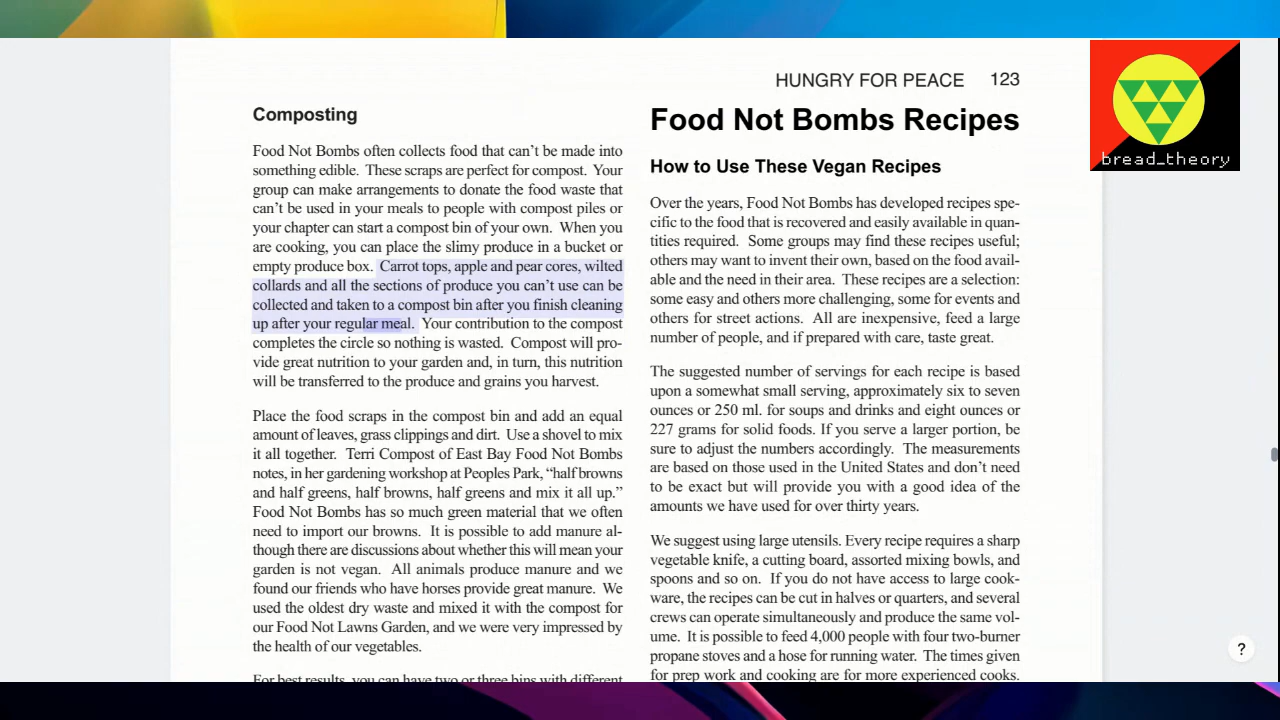 HUNGRY FOR PEACE 123
Composting
Food Not Bombs often collects food that can't be made into
something edible. These scraps are perfect for compost. Your
group can make arrangements to donate the food waste that
can't be used in your meals to people with compost piles or
your chapter can start a compost bin of your own. When you
are cooking, you can place the slimy produce in a bucket or
empty produce box. Carrot tops, apple and pear cores, wilted
collards and all the sections of produce you can't use can be
collected and taken to a compost bin after you finish cleaning
up after your regular meal. Your contribution to the compost
completes the circle so nothing is wasted. Compost will pro-
vide great nutrition to your garden and, in turn, this nutrition
will be transferred to the produce and grains you harvest.
Place the food scraps in the compost bin and add an equal
amount of leaves, grass clippings and dirt. Use a shovel to mix
it all together. Terri Compost of East Bay Food Not Bombs
notes, in her gardening workshop at Peoples Park, “half browns
and half greens, half browns, half greens and mix it all up.”
Food Not Bombs has so much green material that we often
need to import our browns. It is possible to add manure al-
though there are discussions about whether this will mean your
garden is not vegan. All animals produce manure and we
found our friends who have horses provide great manure. We
used the oldest dry waste and mixed it with the compost for
our Food Not Lawns Garden, and we were very impressed by
the health of our vegetables.
For best results, you can have two or three bins with different
Food Not Bombs Recipes
How to Use These Vegan Recipes
Over the years, Food Not Bombs has developed recipes spe-
cific to the food that is recovered and easily available in quan-
tities required. Some groups may find these recipes useful;
others may want to invent their own, based on the food avail-
able and the need in their area. These recipes are a selection:
some easy and others more challenging, some for events and
others for street actions. All are inexpensive, feed a large
number of people, and if prepared with care, taste great.
The suggested number of servings for each recipe is based
upon a somewhat small serving, approximately six to seven
ounces or 250 ml. for soups and drinks and eight ounces or
227 grams for solid foods. If you serve a larger portion, be
sure to adjust the numbers accordingly. The measurements
are based on those used in the United States and don't need
to be exact but will provide you with a good idea of the
amounts we have used for over thirty years.
We suggest using large utensils. Every recipe requires a sharp
vegetable knife, a cutting board, assorted mixing bowls, and
spoons and so on. If you do not have access to large cook-
ware, the recipes can be cut in halves or quarters, and several
crews can operate simultaneously and produce the same vol-
ume. It is possible to feed 4,000 people with four two-burner
propane stoves and a hose for running water. The times given
for prep work and cooking are for more experienced cooks.
bread_theory
?